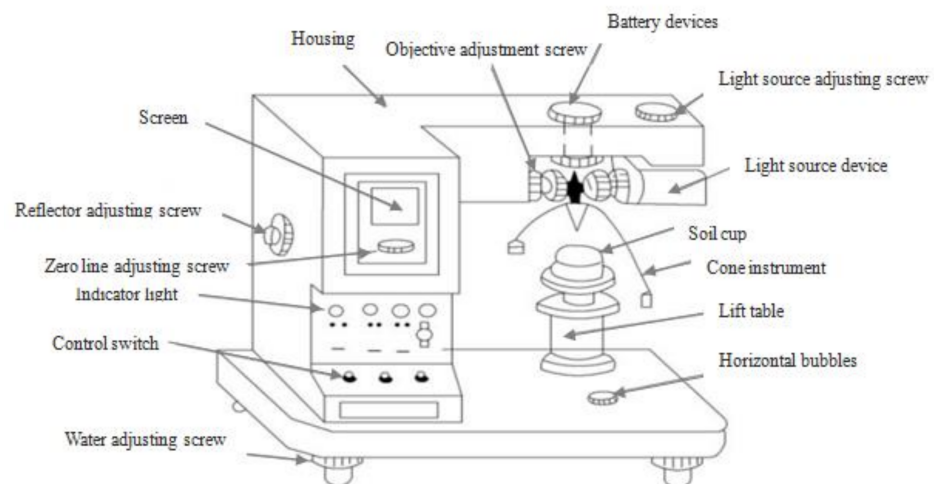 Battery devices
Housing
Objective adjustment screw
Light source adjusting screw
Screen
Light source device
Reflector adjusting screw
Soil cup
Zero line adjusting screw
Cone instrument
Indicator light
Lift table
Control switch
Horizontal bubbles
Water adjusting screw